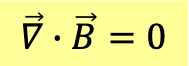 ∇⃗ · B⃗ = 0